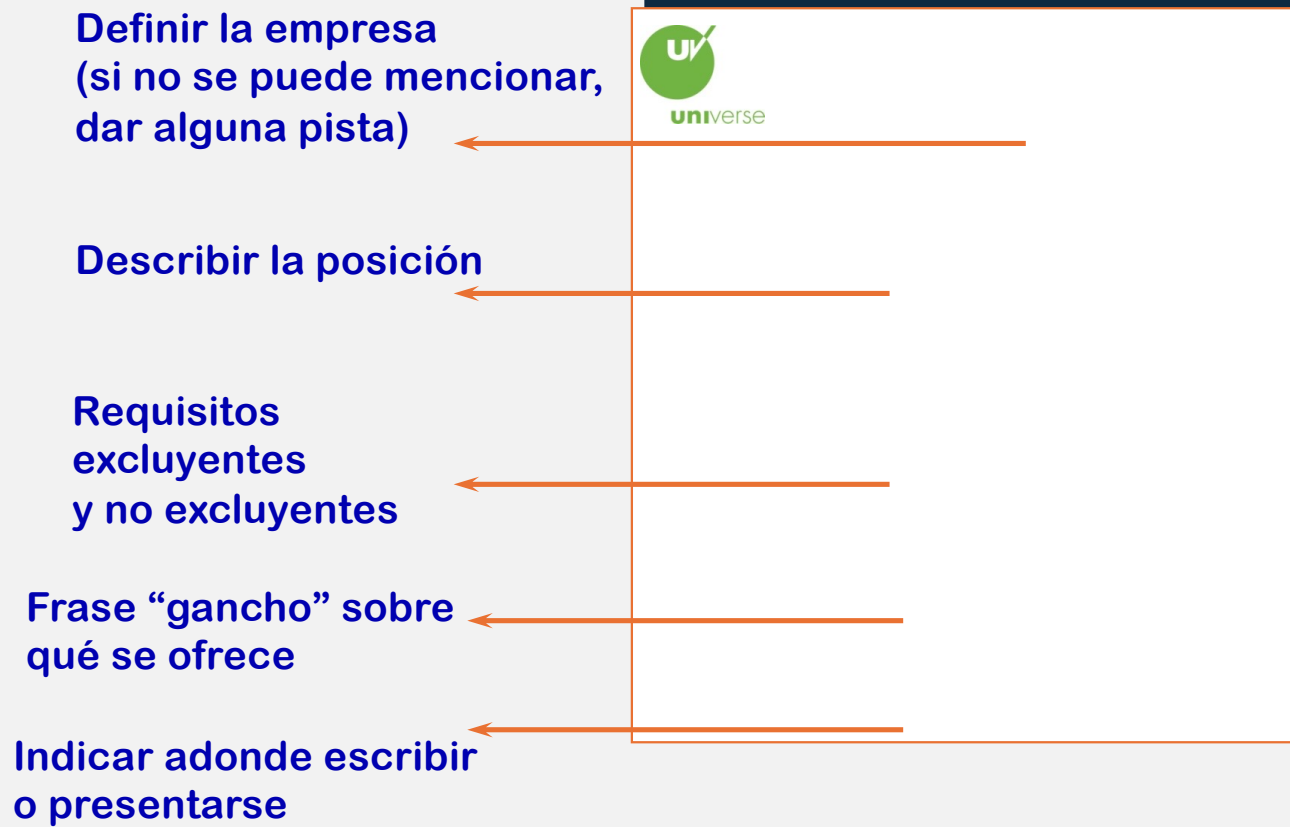 Definir la empresa
(si no se puede mencionar,
dar alguna pista)
UV
universe
Describir la posición
Requisitos
excluyentes
y no excluyentes
Frase “gancho” sobre
qué se ofrece
Indicar adonde escribir
o presentarse